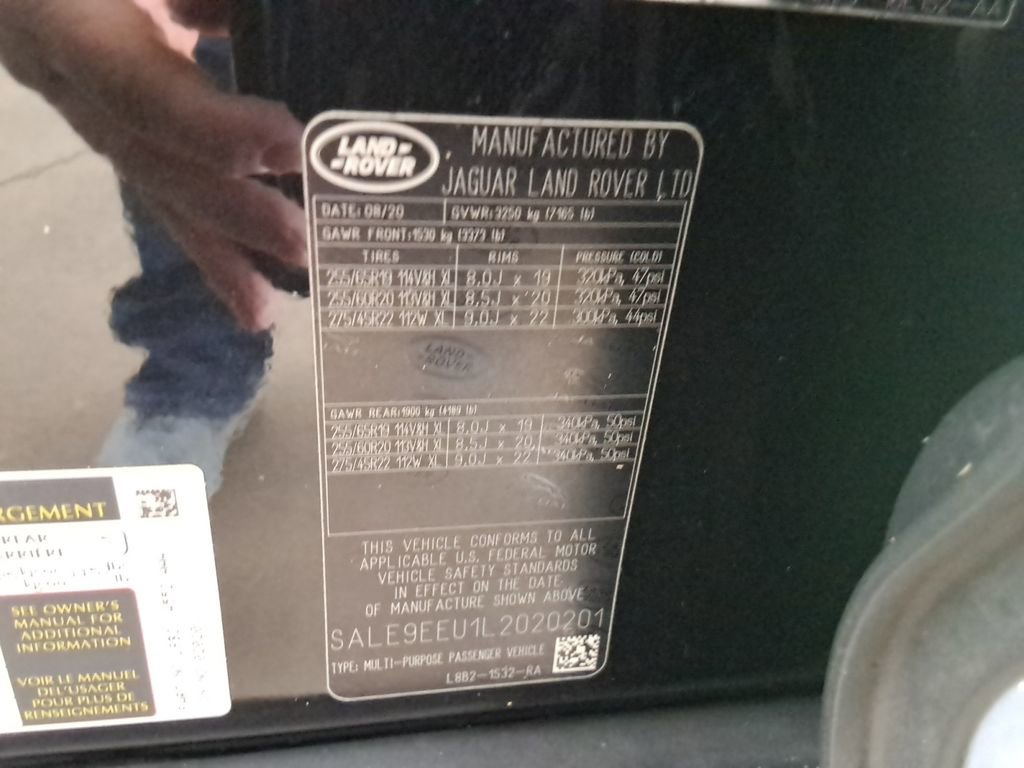 LAND
ROVER
MANUFACTURED BY
JAGUAR LAND ROVER LTD
DATE: 08/20 GVWR: 3250 kg (7165 lb)
GAWR FRONT: 1530 kg (3373 lb)
TIRES RIMS PRESSURE (COLD)
255/65R19 114V&H XL 8.0J x 19 320kPa, 47psi
255/60R20 113V&H XL 8.5J x 20 320kPa, 47psi
275/45R22 112W XL 9.0J x 22 300kPa, 44psi
LAND
ROVER
GAWR REAR: 1900 kg (4189 lb)
255/65R19 114V&H XL 8.0J x 19 340kPa, 50psi
255/60R20 113V&H XL 8.5J x 20 340kPa, 50psi
275/45R22 112W XL 9.0J x 22 340kPa, 50psi
THIS VEHICLE CONFORMS TO ALL
APPLICABLE U.S. FEDERAL MOTOR
VEHICLE SAFETY STANDARDS
IN EFFECT ON THE DATE
OF MANUFACTURE SHOWN ABOVE
SALE9EEU1L2020201
TYPE: MULTI-PURPOSE PASSENGER VEHICLE
L8B2-1532-RA
RGEMENT
REAR
RRIÈRE
SEE OWNER'S
MANUAL FOR
ADDITIONAL
INFORMATION
VOIR LE MANUEL
DE L'USAGER
POUR PLUS DE
RENSEIGNEMENTS